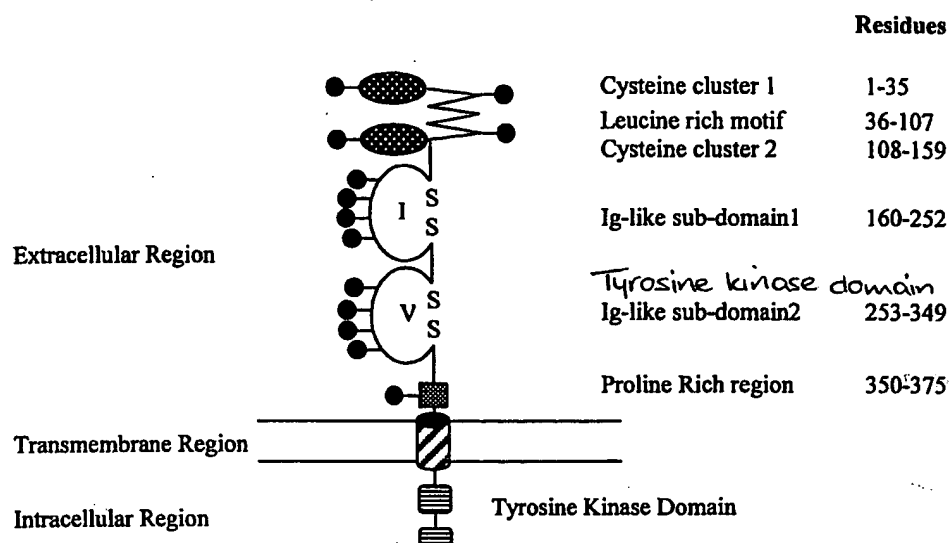 Residues
Cysteine cluster 1 1-35
Leucine rich motif 36-107
Cysteine cluster 2 108-159
I S S
Ig-like sub-domain1 160-252
Extracellular Region
Tyrosine kinase domain
V S S
Ig-like sub-domain2 253-349
Proline Rich region 350-375
Transmembrane Region
Tyrosine Kinase Domain
Intracellular Region